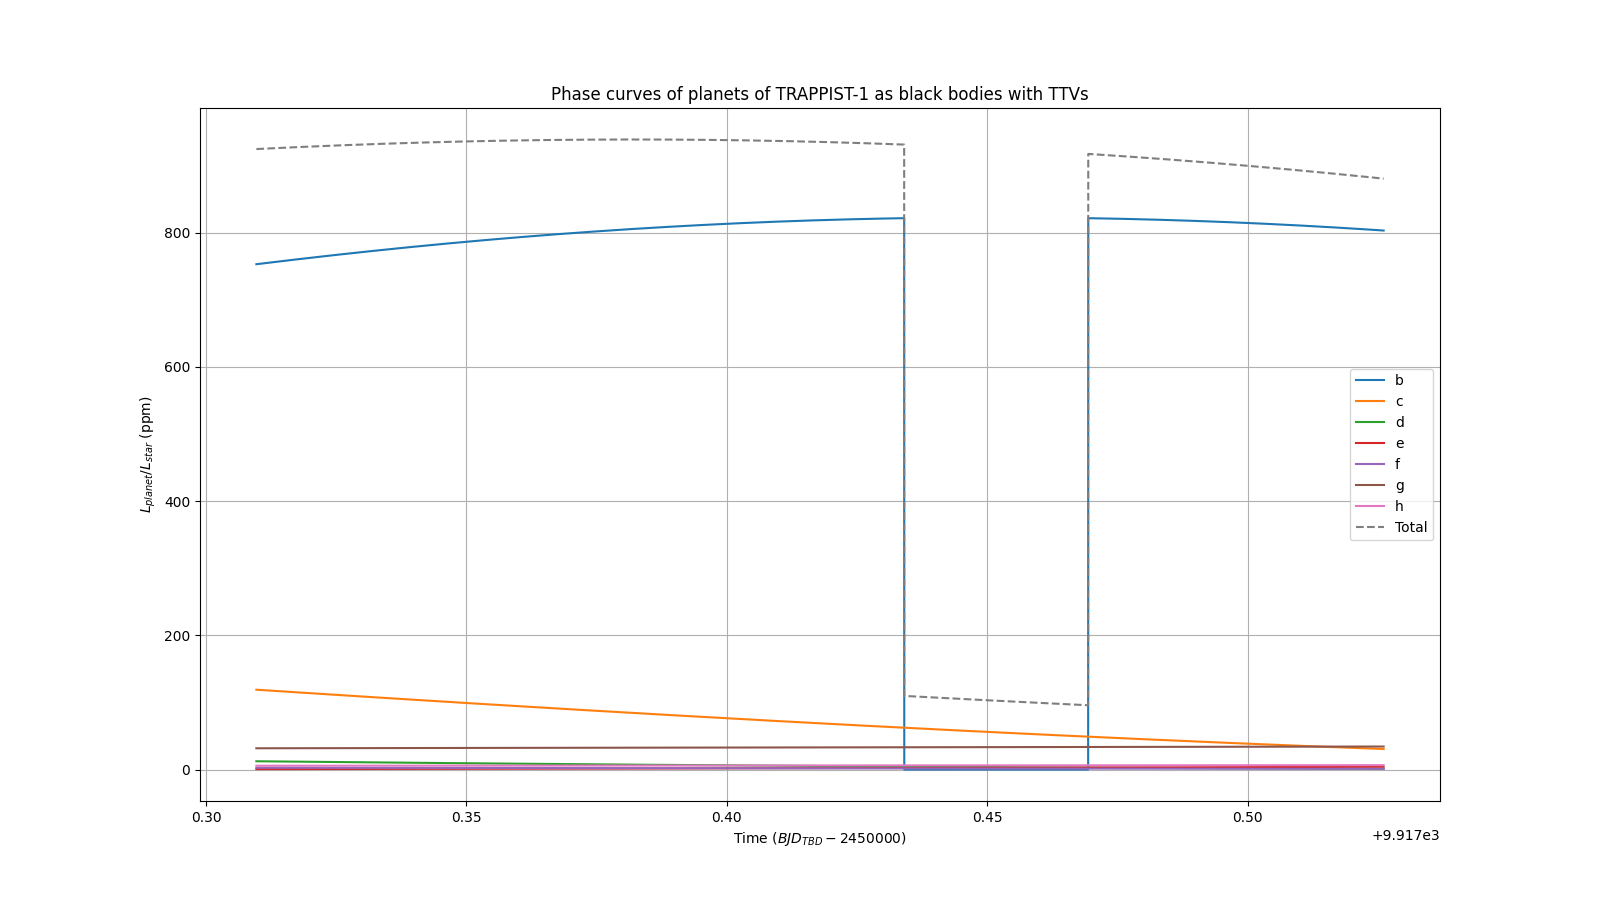 Phase curves of planets of TRAPPIST-1 as black bodies with TTVs
800
600
400
200
0
L_planet/L_star (ppm)
b
c
d
e
f
g
h
Total
0.30 0.35 0.40 0.45 0.50
Time (BJD_TBD − 2450000)
+9.917e3